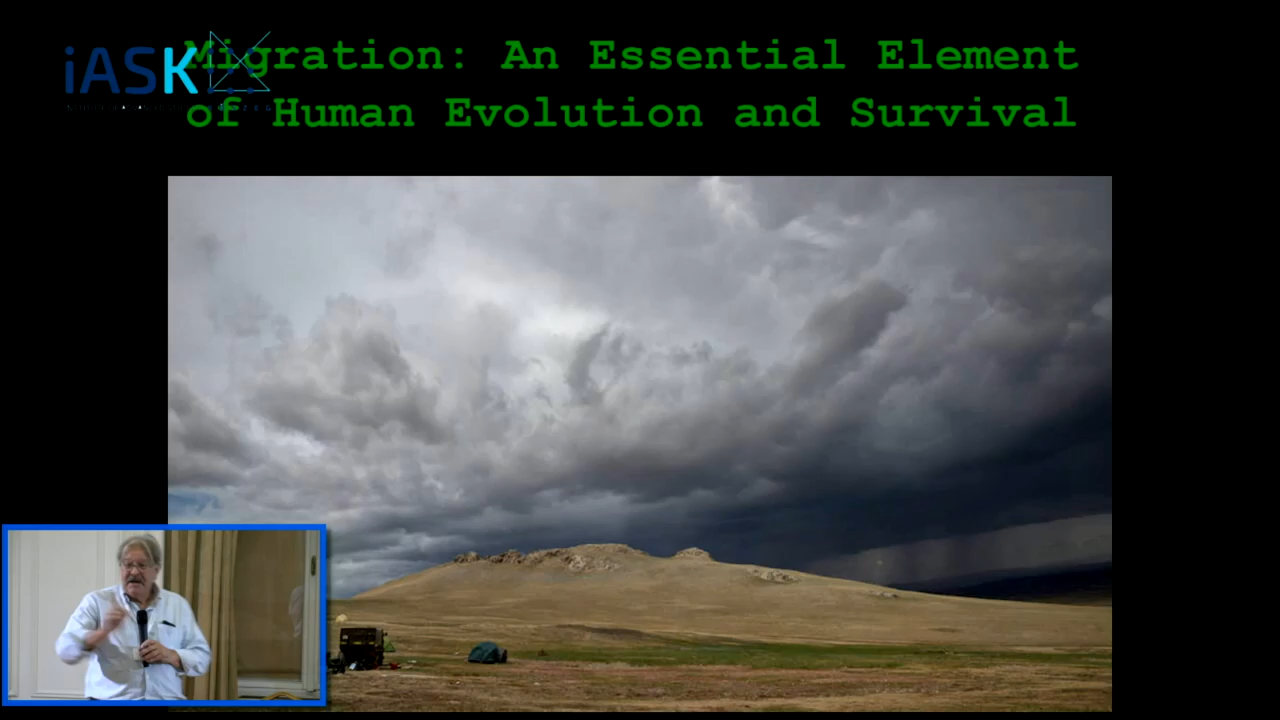 iASK
Migration: An Essential Element
of Human Evolution and Survival